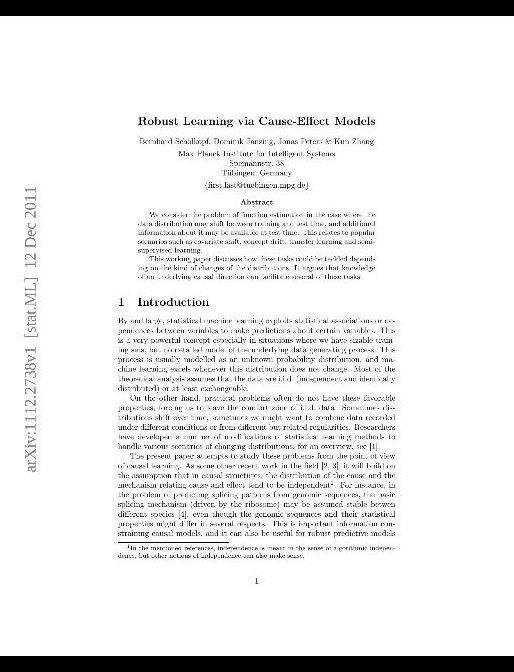 Robust Learning via Cause-Effect Models
Bernhard Schölkopf, Dominik Janzing, Jonas Peters & Kun Zhang
Max Planck Institute for Intelligent Systems
Spemannstr. 38
Tübingen, Germany
{first.last@tuebingen.mpg.de}
Abstract
We consider the problem of function estimation in the case where the
data distribution may shift between training and test time, and additional
information about it may be available at test time. This relates to popular
scenarios such as covariate shift, concept drift, transfer learning and semi-
supervised learning.
This working paper discusses how these tasks could be tackled depend-
ing on the kind of changes of the distributions. It argues that knowledge
of an underlying causal direction can facilitate several of these tasks.
1 Introduction
By and large, statistical machine learning exploits statistical associations or de-
pendences between variables to make predictions about certain variables. This
is a very powerful concept especially in situations where we have sizable train-
ing sets, but no detailed model of the underlying data generating process. This
process is usually modelled as an unknown probability distribution, and ma-
chine learning excels whenever this distribution does not change. Most of the
theoretical analysis assumes that the data are i.i.d. (independent and identically
distributed) or at least exchangeable.
On the other hand, practical problems often do not have these favorable
properties, forcing us to leave the comfort zone of i.i.d. data. Sometimes dis-
tributions shift over time, sometimes we might want to combine data recorded
under different conditions or from different but related regularities. Researchers
have developed a number of modifications of statistical learning methods to
handle various scenarios of changing distributions, for an overview, see [1].
The present paper attempts to study these problems from the point of view
of causal learning. As some other recent work in the field [2, 3], it will build on
the assumption that in causal structures, the distribution of the cause and the
mechanism relating cause and effect tend to be independent¹. For instance, in
the problem of predicting splicing patterns from genomic sequences, the basic
splicing mechanism (driven by the ribosome) may be assumed stable between
different species [4], even though the genomic sequences and their statistical
properties might differ in several respects. This is important information con-
straining causal models, and it can also be useful for robust predictive models
¹In the mentioned references, independence is meant in the sense of algorithmic indepen-
dence, but other notions of independence can also make sense.
1
arXiv:1112.2738v1 [stat.ML] 12 Dec 2011